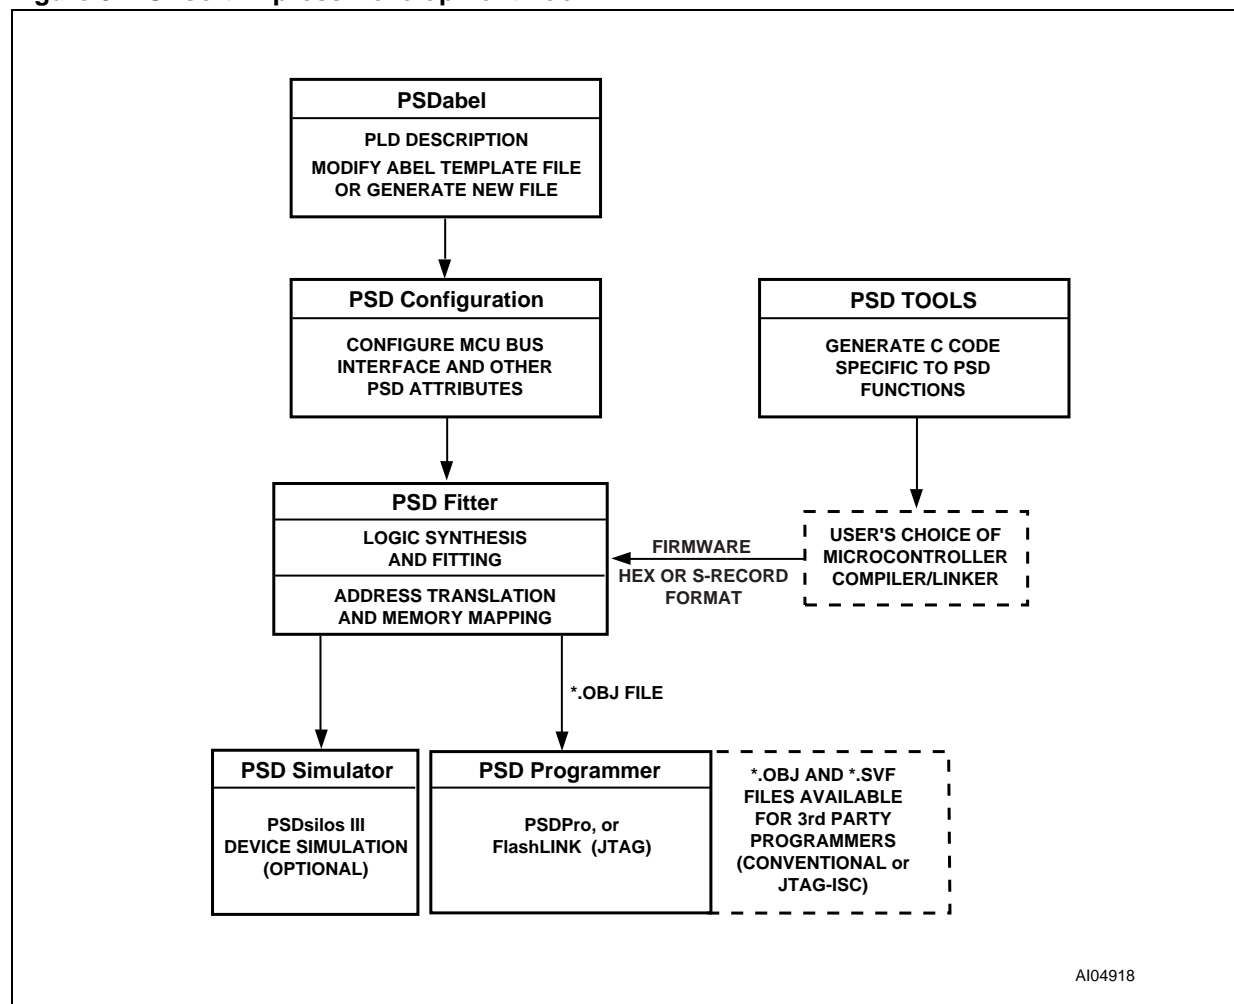 PSDabel
PLD DESCRIPTION
MODIFY ABEL TEMPLATE FILE
OR GENERATE NEW FILE
PSD Configuration
CONFIGURE MCU BUS
INTERFACE AND OTHER
PSD ATTRIBUTES
PSD TOOLS
GENERATE C CODE
SPECIFIC TO PSD
FUNCTIONS
PSD Fitter
LOGIC SYNTHESIS
AND FITTING
ADDRESS TRANSLATION
AND MEMORY MAPPING
FIRMWARE
HEX OR S-RECORD
FORMAT
USER'S CHOICE OF
MICROCONTROLLER
COMPILER/LINKER
*.OBJ FILE
PSD Simulator
PSDsilos III
DEVICE SIMULATION
(OPTIONAL)
PSD Programmer
PSDPro, or
FlashLINK (JTAG)
*.OBJ AND *.SVF
FILES AVAILABLE
FOR 3rd PARTY
PROGRAMMERS
(CONVENTIONAL or
JTAG-ISC)
AI04918